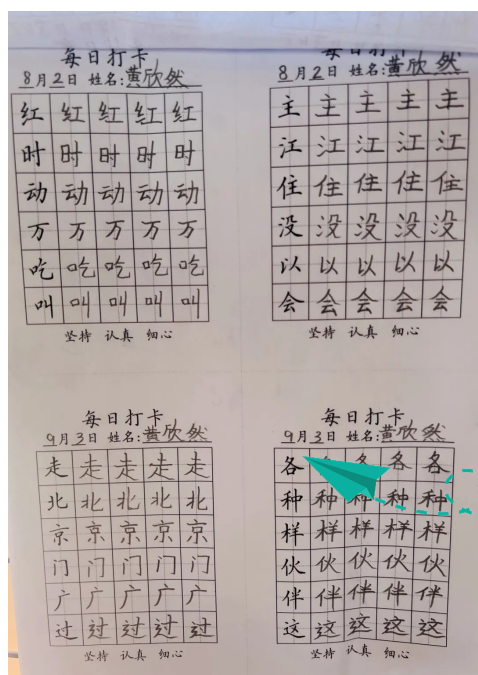 每日打卡
8月2日 姓名:黄欣然
红 红 红 红 红
时 时 时 时 时
动 动 动 动 动
万 万 万 万 万
吃 吃 吃 吃 吃
叫 叫 叫 叫 叫
坚持 认真 细心
每日打卡
8月2日 姓名:黄欣然
主 主 主 主 主
江 江 江 江 江
住 住 住 住 住
没 没 没 没 没
以 以 以 以 以
会 会 会 会 会
坚持 认真 细心
每日打卡
9月3日 姓名:黄欣然
走 走 走 走 走
北 北 北 北 北
京 京 京 京 京
门 门 门 门 门
广 广 广 广 广
过 过 过 过 过
坚持 认真 细心
每日打卡
9月3日 姓名:黄欣然
各 各 各 各
种 种 种 种 种
样 样 样 样 样
伙 伙 伙 伙 伙
伴 伴 伴 伴 伴
这 这 这 这 这
坚持 认真 细心